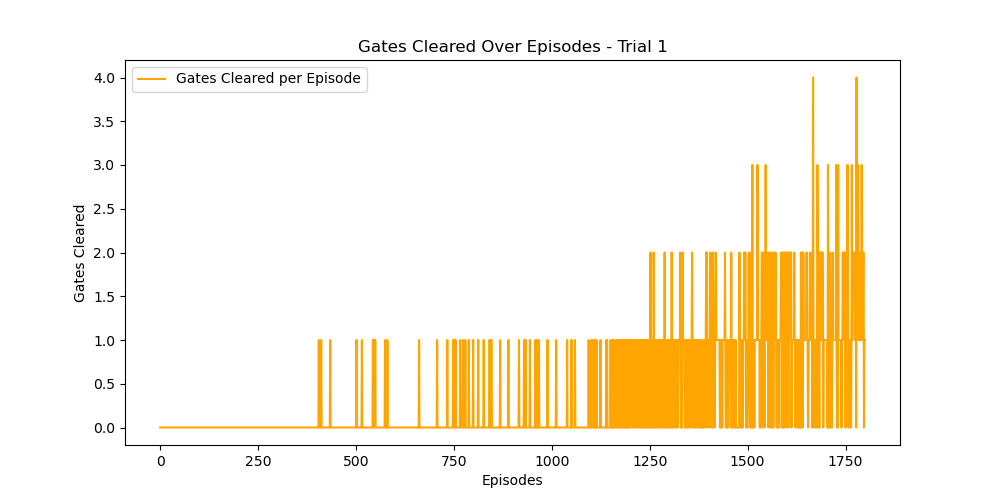 Gates Cleared Over Episodes - Trial 1
Gates Cleared per Episode
4.0
3.5
3.0
2.5
2.0
1.5
1.0
0.5
0.0
Gates Cleared
0 250 500 750 1000 1250 1500 1750
Episodes